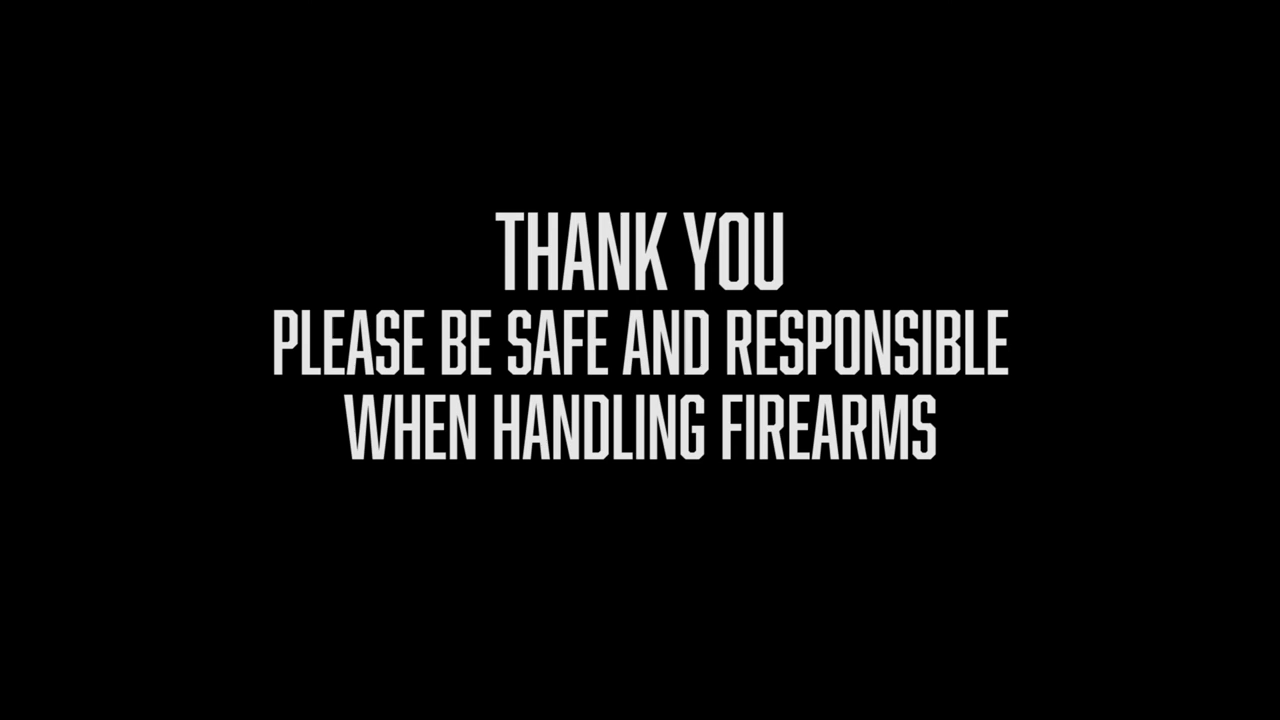 THANK YOU
PLEASE BE SAFE AND RESPONSIBLE
WHEN HANDLING FIREARMS